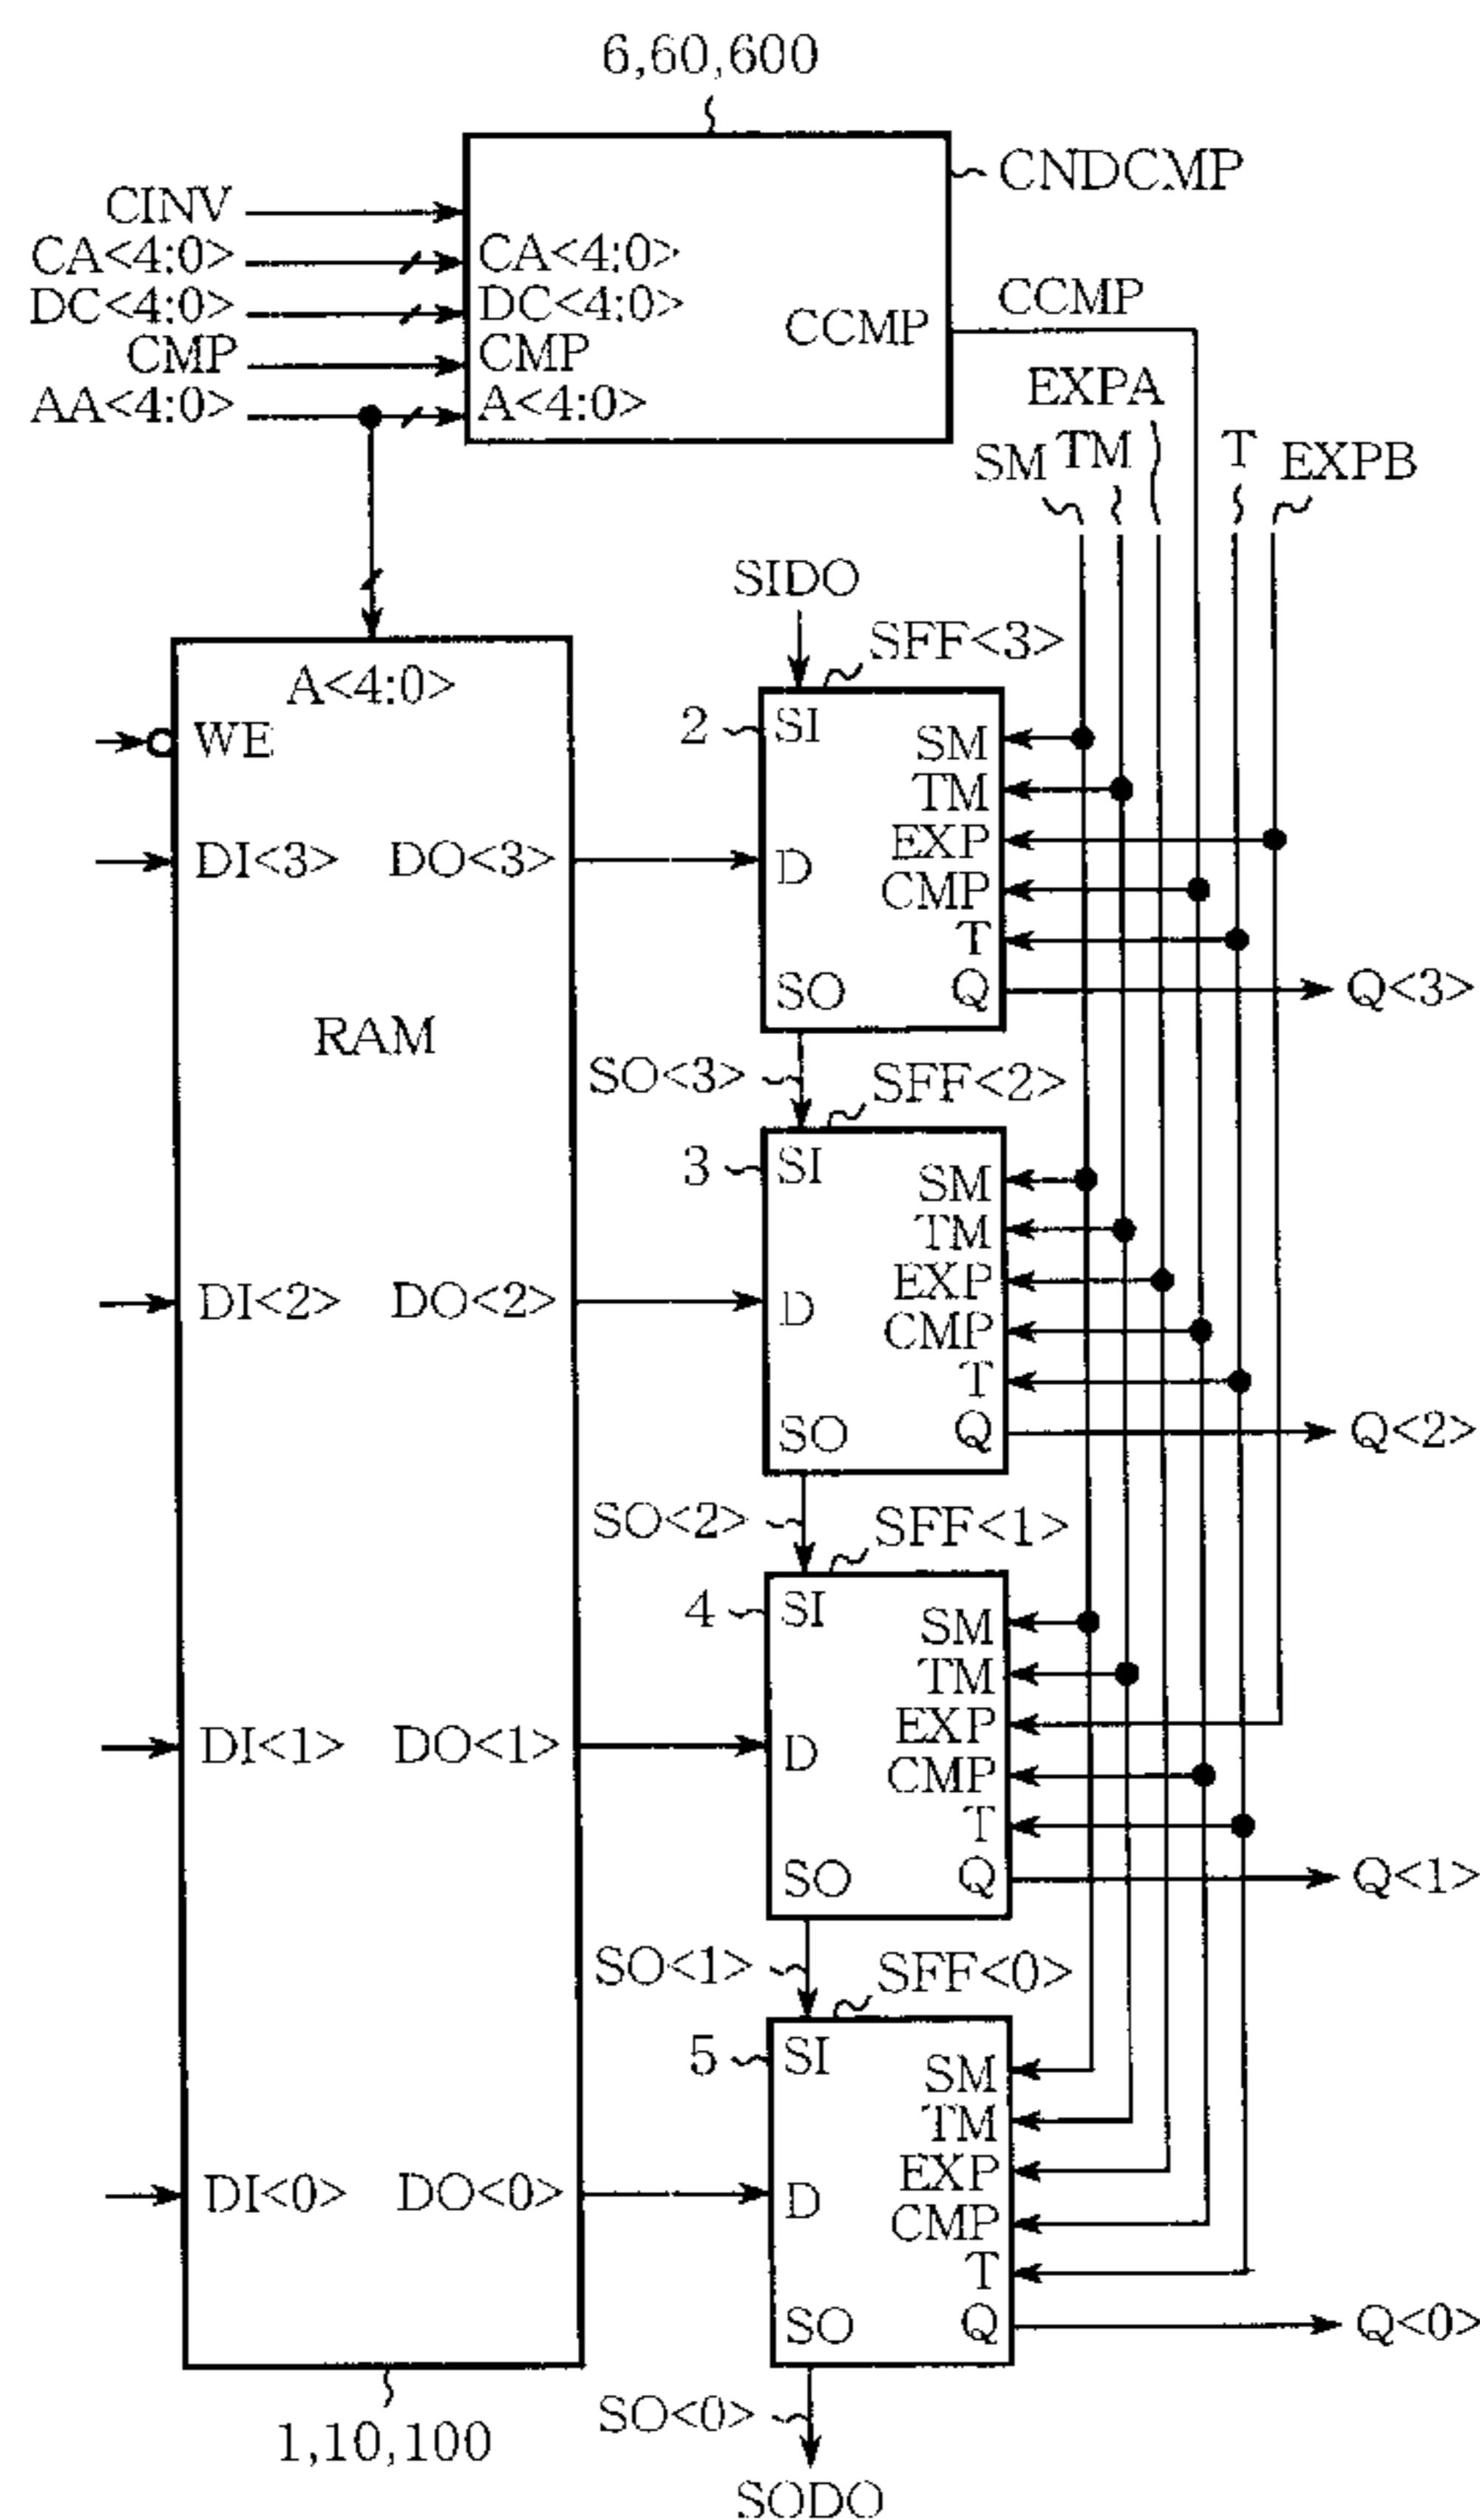 6,60,600
CINV
CNDCMP
CA<4:0>
CA<4:0>
DC<4:0>
DC<4:0>
CCMP
CCMP
CMP
CMP
AA<4:0>
A<4:0>
EXPA
SM
TM
T
EXPB
SIDO
SFF<3>
A<4:0>
2
SI
WE
SM
TM
EXP
DI<3>
DO<3>
D
CMP
T
SO
Q
Q<3>
RAM
SO<3>
SFF<2>
3
SI
SM
TM
EXP
DI<2>
DO<2>
D
CMP
T
SO
Q
Q<2>
SO<2>
SFF<1>
4
SI
SM
TM
EXP
DI<1>
DO<1>
D
CMP
T
SO
Q
Q<1>
SO<1>
SFF<0>
5
SI
SM
TM
EXP
DI<0>
DO<0>
D
CMP
T
SO
Q
Q<0>
SO<0>
1,10,100
SODO